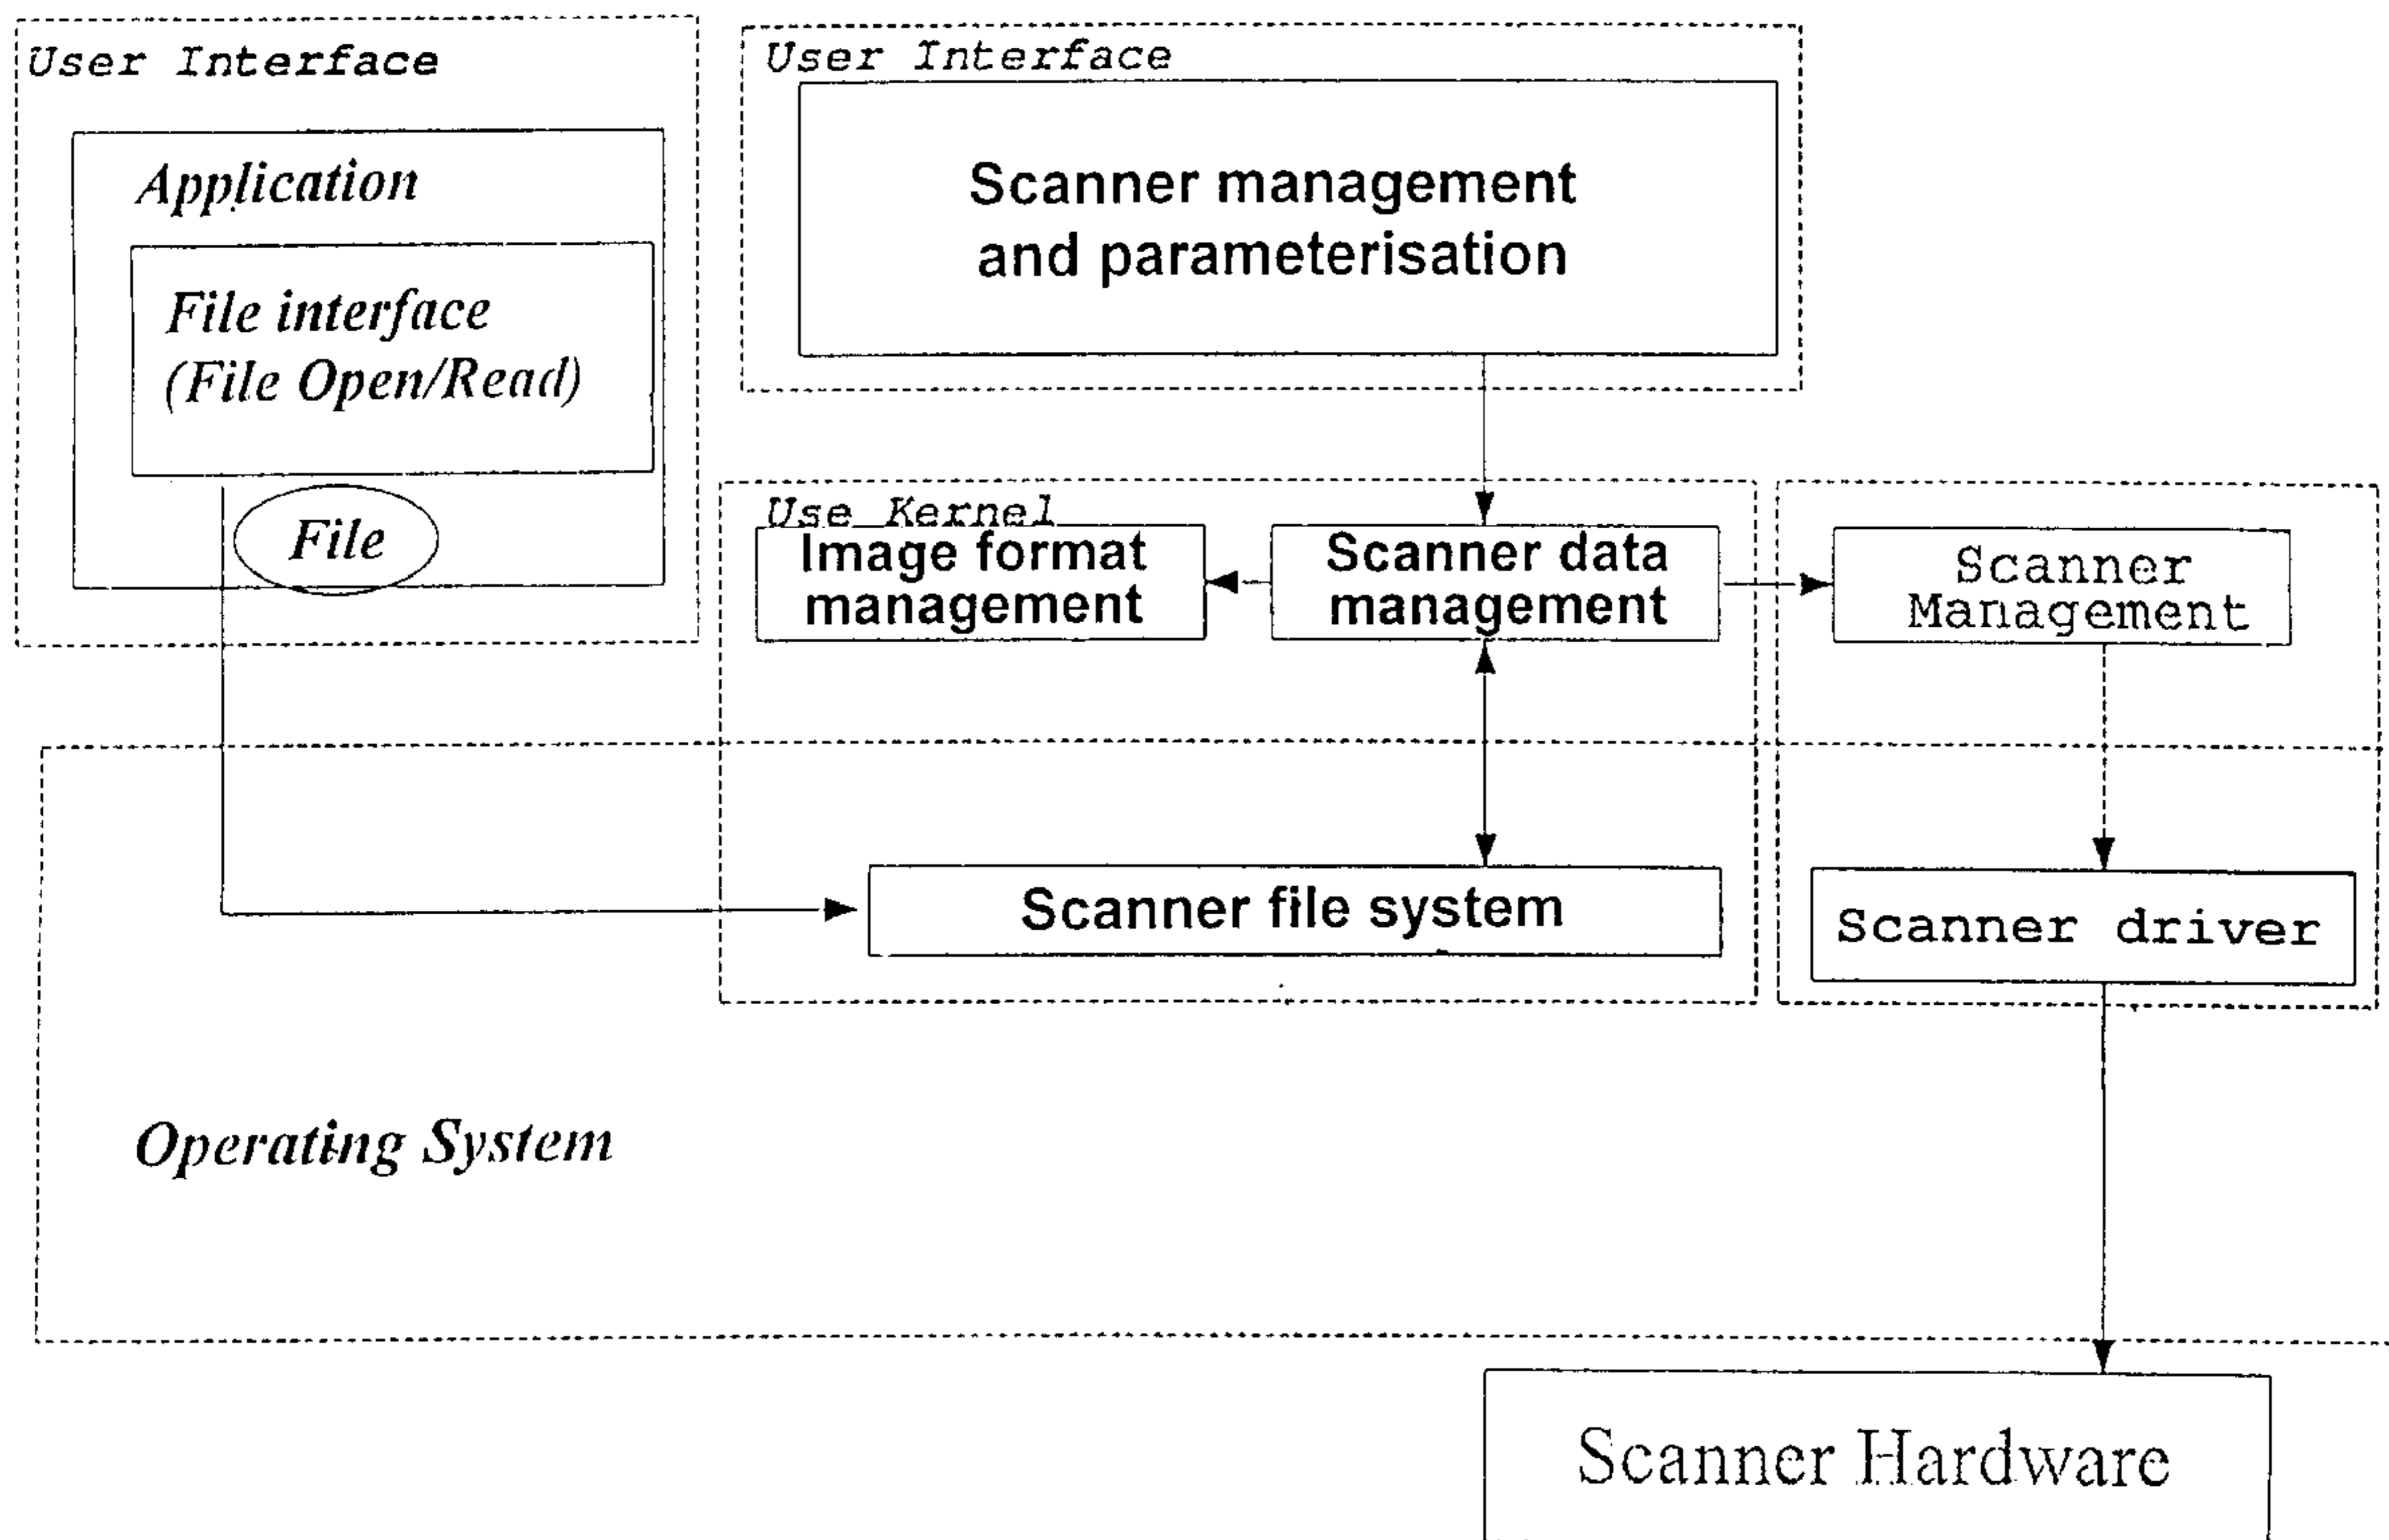 User Interface
Application
File interface
(File Open/Read)
File
User Interface
Scanner management
and parameterisation
Use Kernel
Image format
management
Scanner data
management
Scanner
Management
Scanner file system
Scanner driver
Operating System
Scanner Hardware